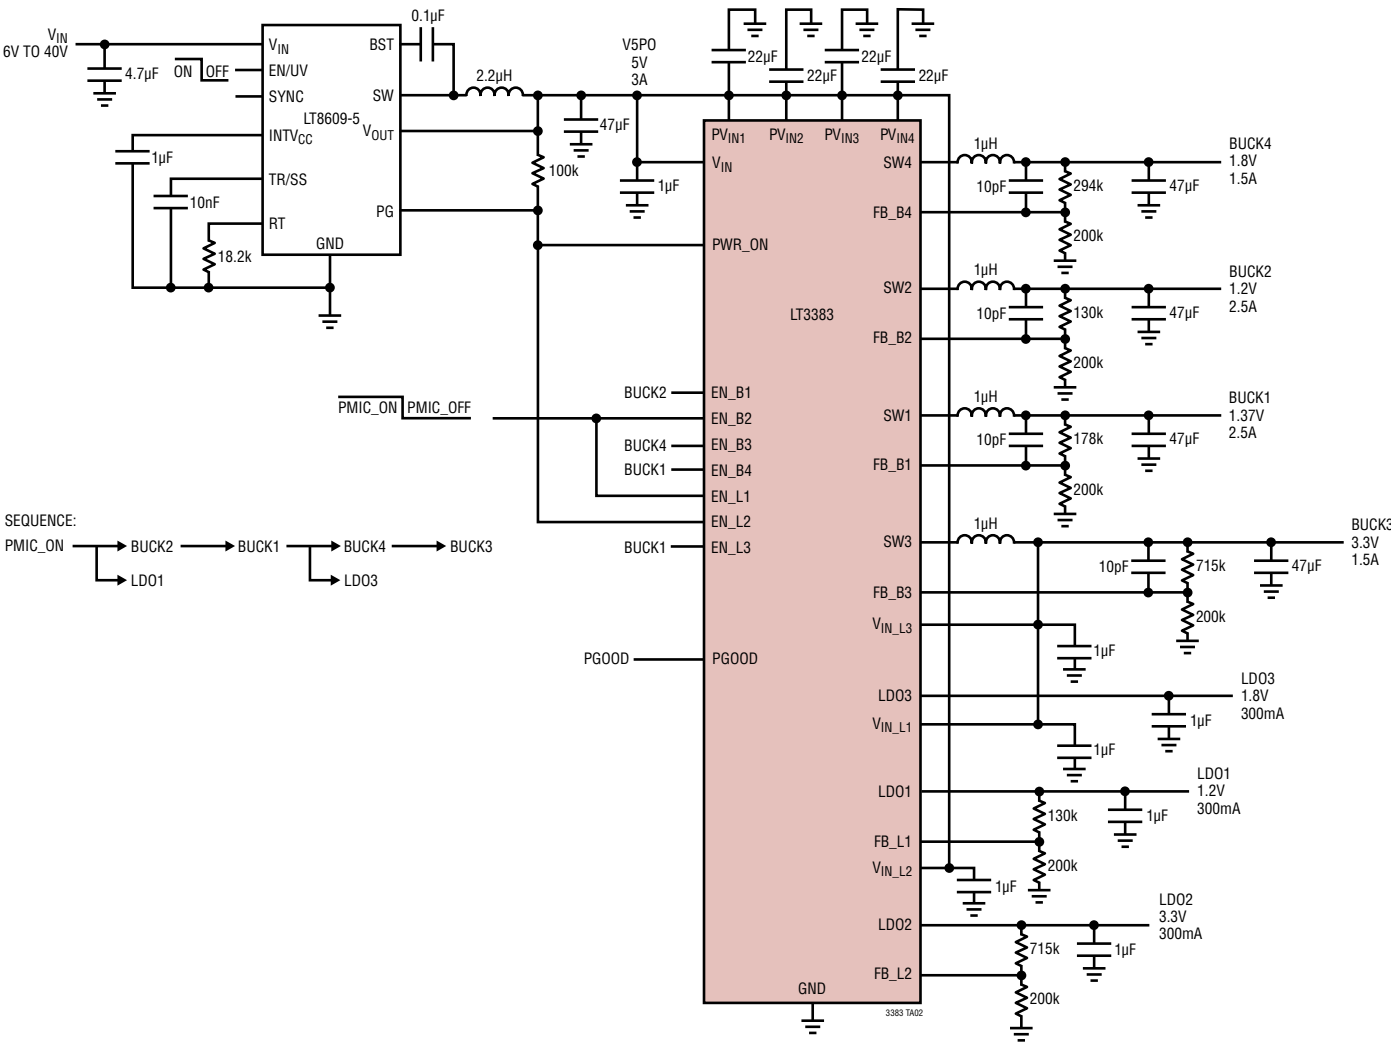 VIN
6V TO 40V
4.7µF
ON OFF
VIN
EN/UV
SYNC
INTVCC
TR/SS
RT
GND
LT8609-5
BST
SW
VOUT
PG
0.1µF
2.2µH
1µF
10nF
18.2k
47µF
100k
V5PO
5V
3A
1µF
22µF
22µF
22µF
22µF
PVIN1
PVIN2
PVIN3
PVIN4
VIN
PWR_ON
LT3383
BUCK2
EN_B1
PMIC_ON PMIC_OFF
EN_B2
BUCK4
EN_B3
BUCK1
EN_B4
EN_L1
EN_L2
BUCK1
EN_L3
PGOOD
PGOOD
GND
SEQUENCE:
PMIC_ON
BUCK2
BUCK1
BUCK4
BUCK3
LDO1
LDO3
SW4
1µH
10pF
294k
47µF
BUCK4
1.8V
1.5A
FB_B4
200k
SW2
1µH
10pF
130k
47µF
BUCK2
1.2V
2.5A
FB_B2
200k
SW1
1µH
10pF
178k
47µF
BUCK1
1.37V
2.5A
FB_B1
200k
SW3
1µH
10pF
715k
47µF
BUCK3
3.3V
1.5A
FB_B3
200k
VIN_L3
1µF
LDO3
1µF
LDO3
1.8V
300mA
VIN_L1
1µF
LDO1
130k
1µF
LDO1
1.2V
300mA
FB_L1
200k
VIN_L2
1µF
LDO2
715k
1µF
LDO2
3.3V
300mA
FB_L2
200k
3383 TA02